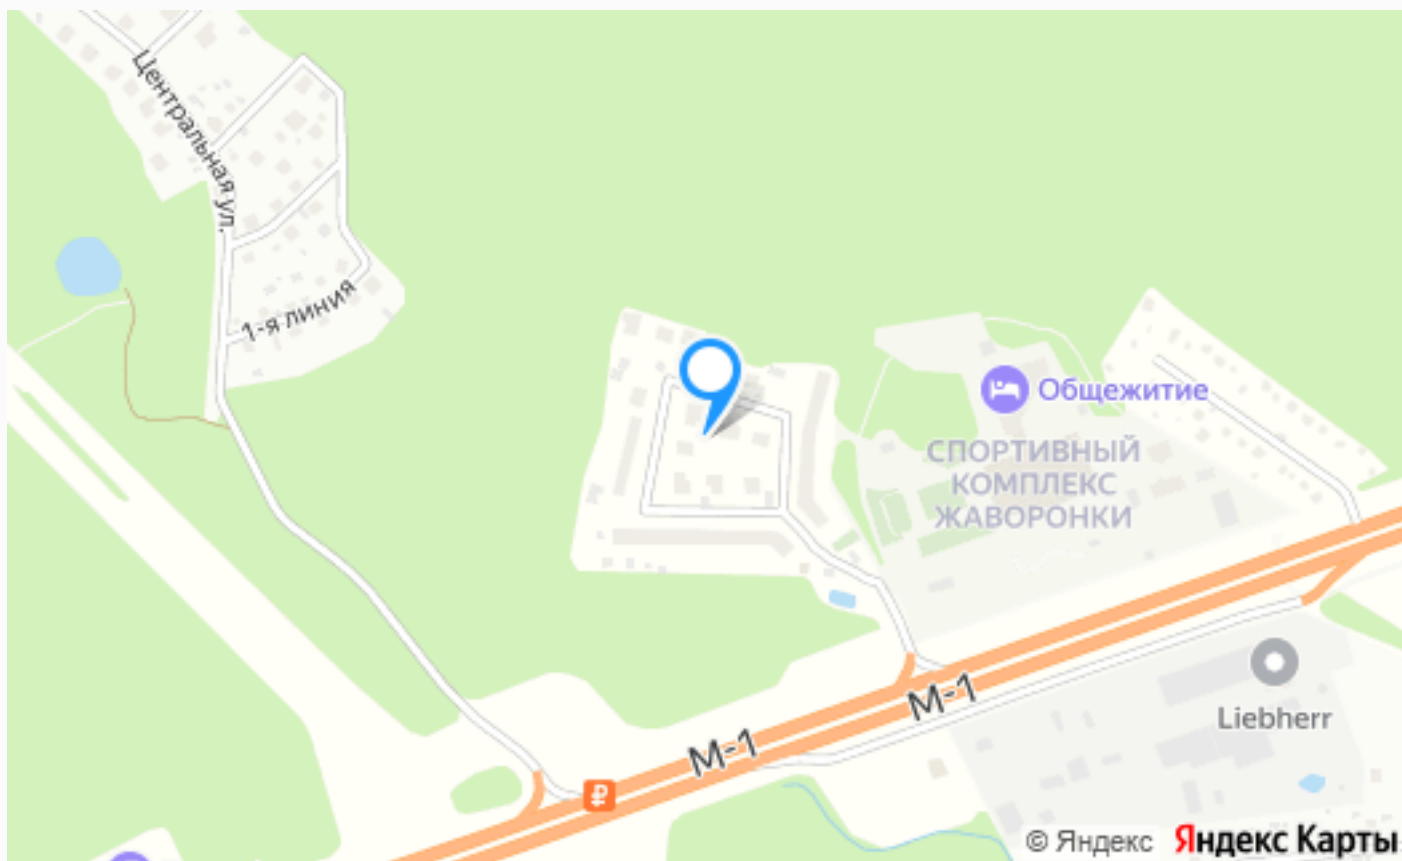 Центральная ул.
1-я линия
Общежитие
СПОРТИВНЫЙ
КОМПЛЕКС
ЖАВОРОНКИ
М-1
М-1
₽
Liebherr
© Яндекс Яндекс Карты